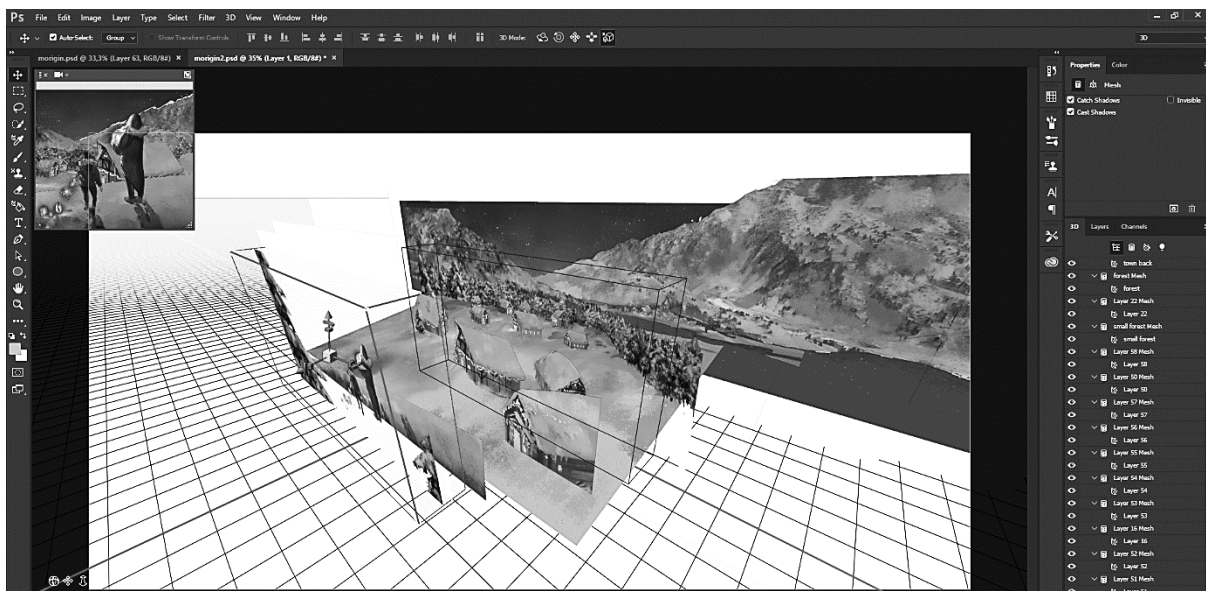 Ps File Edit Image Layer Type Select Filter 3D View Window Help
Auto-Select: Group Show Transform Controls 3D Mode: 3D
morigin.psd @ 33,3% (Layer 63, RGB/8#) × morigin2.psd @ 35% (Layer 1, RGB/8#) * ×
Properties Color
Mesh
Catch Shadows Invisible
Cast Shadows
3D Layers Channels
town back
forest Mesh
forest
Layer 22 Mesh
Layer 22
small forest Mesh
small forest
Layer 58 Mesh
Layer 58
Layer 50 Mesh
Layer 50
Layer 57 Mesh
Layer 57
Layer 56 Mesh
Layer 56
Layer 55 Mesh
Layer 55
Layer 54 Mesh
Layer 54
Layer 53 Mesh
Layer 53
Layer 16 Mesh
Layer 16
Layer 52 Mesh
Layer 52
Layer 51 Mesh